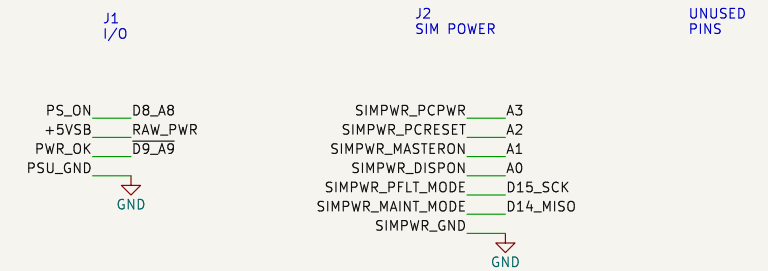 J1
I/O
PS_ON D8_A8
+5VSB RAW_PWR
PWR_OK D9_A9
PSU_GND
GND
J2
SIM POWER
SIMPWR_PCPWR A3
SIMPWR_PCRESET A2
SIMPWR_MASTERON A1
SIMPWR_DISPON A0
SIMPWR_PFLT_MODE D15_SCK
SIMPWR_MAINT_MODE D14_MISO
SIMPWR_GND
GND
UNUSED
PINS